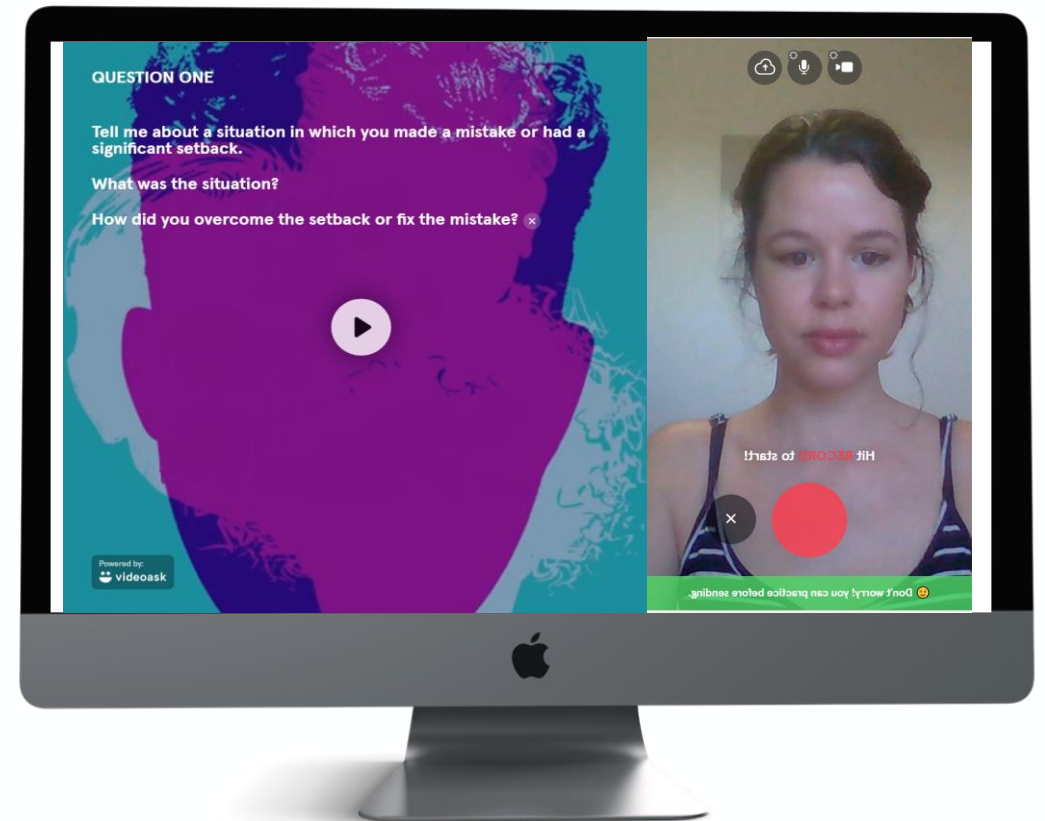 QUESTION ONE
Tell me about a situation in which you made a mistake or had a
significant setback.
What was the situation?
How did you overcome the setback or fix the mistake?
Powered by:
videoask
Hit RECORD to start!
Don't worry! you can practice before sending.